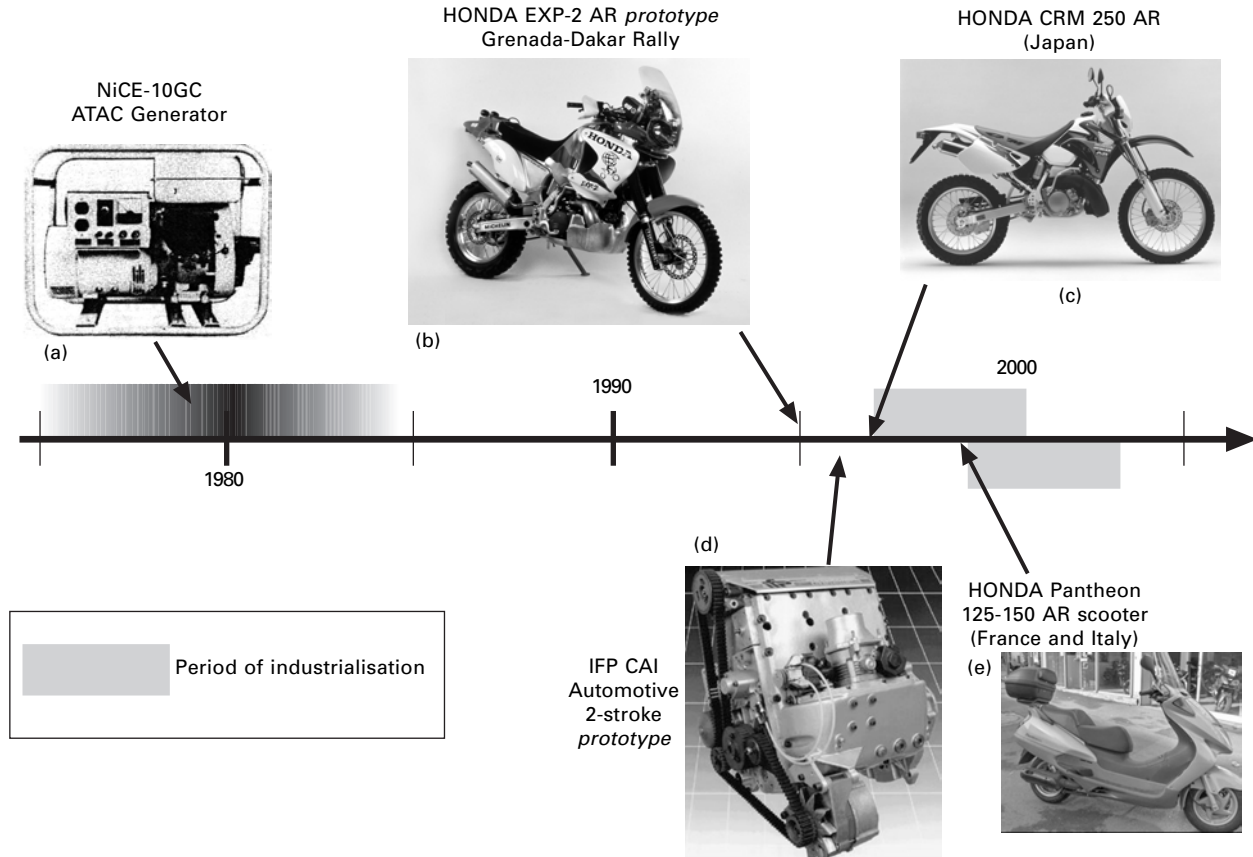 HONDA EXP-2 AR prototype
Grenada-Dakar Rally
HONDA CRM 250 AR
(Japan)
NiCE-10GC
ATAC Generator
HONDA
MICHELIN
(a)
(b)
(c)
1990
2000
1980
(d)
IFP
HONDA Pantheon
125-150 AR scooter
(France and Italy)
(e)
IFP CAI
Automotive
2-stroke
prototype
Period of industrialisation